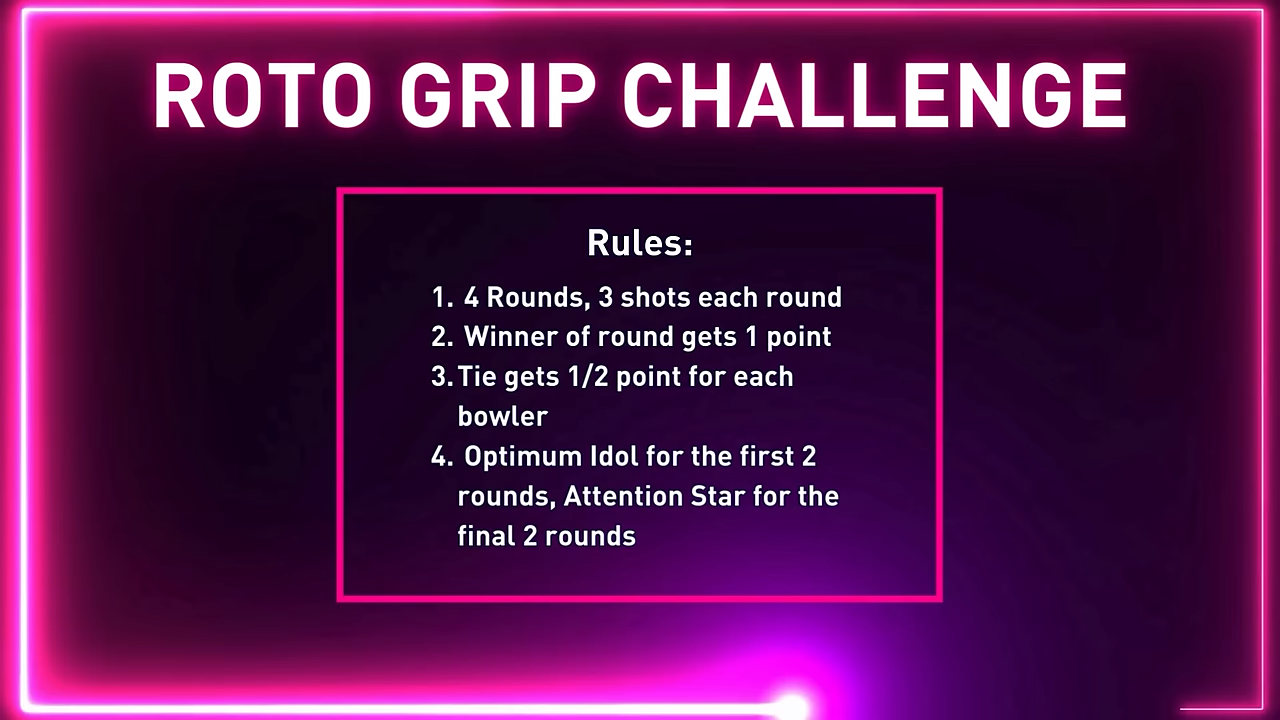 ROTO GRIP CHALLENGE
Rules:
1. 4 Rounds, 3 shots each round
2. Winner of round gets 1 point
3. Tie gets 1/2 point for each
bowler
4. Optimum Idol for the first 2
rounds, Attention Star for the
final 2 rounds